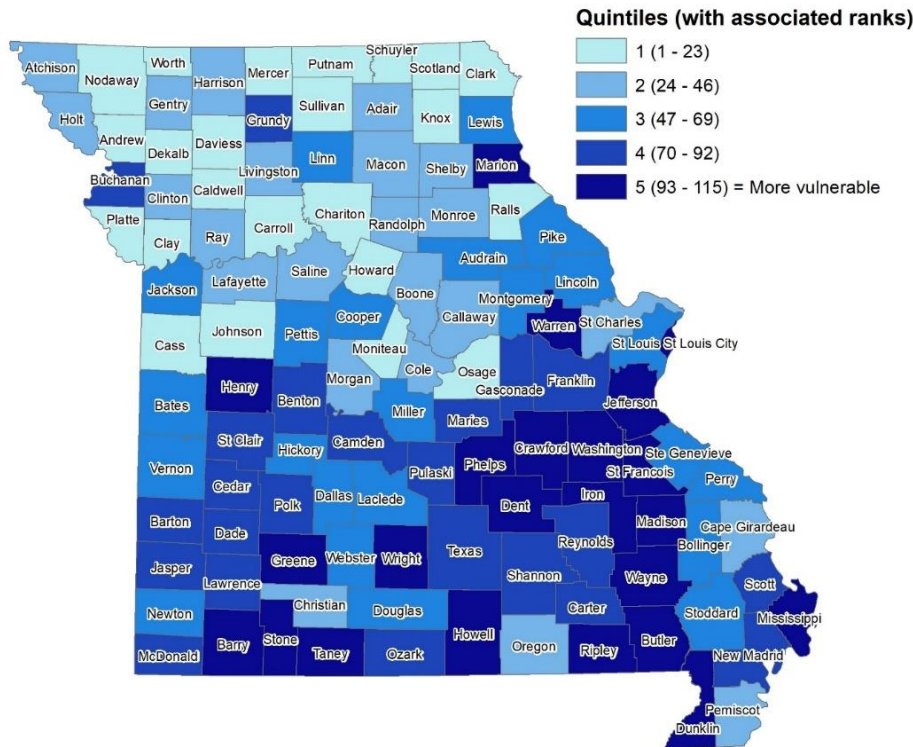 Quintiles (with associated ranks)
1 (1 - 23)
2 (24 - 46)
3 (47 - 69)
4 (70 - 92)
5 (93 - 115) = More vulnerable
Atchison
Nodaway
Worth
Harrison
Mercer
Putnam
Schuyler
Scotland
Clark
Gentry
Sullivan
Adair
Knox
Lewis
Holt
Grundy
Andrew
Dekalb
Daviess
Linn
Macon
Shelby
Marion
Livingston
Buchanan
Clinton
Caldwell
Chariton
Randolph
Monroe
Ralls
Platte
Clay
Ray
Carroll
Pike
Audrain
Howard
Saline
Lafayette
Jackson
Boone
Callaway
Montgomery
Lincoln
Cooper
Warren
St Charles
St Louis
St Louis City
Cass
Johnson
Pettis
Moniteau
Cole
Osage
Gasconade
Franklin
Morgan
Henry
Benton
Miller
Maries
Jefferson
Bates
St Clair
Hickory
Camden
Pulaski
Phelps
Crawford
Washington
Ste Genevieve
St Francois
Perry
Vernon
Cedar
Polk
Dallas
Laclede
Dent
Iron
Madison
Cape Girardeau
Bollinger
Barton
Dade
Greene
Webster
Wright
Texas
Reynolds
Wayne
Jasper
Lawrence
Shannon
Scott
Mississippi
Newton
Christian
Douglas
Carter
Stoddard
McDonald
Barry
Stone
Taney
Ozark
Howell
Oregon
Ripley
Butler
New Madrid
Pemiscot
Dunklin